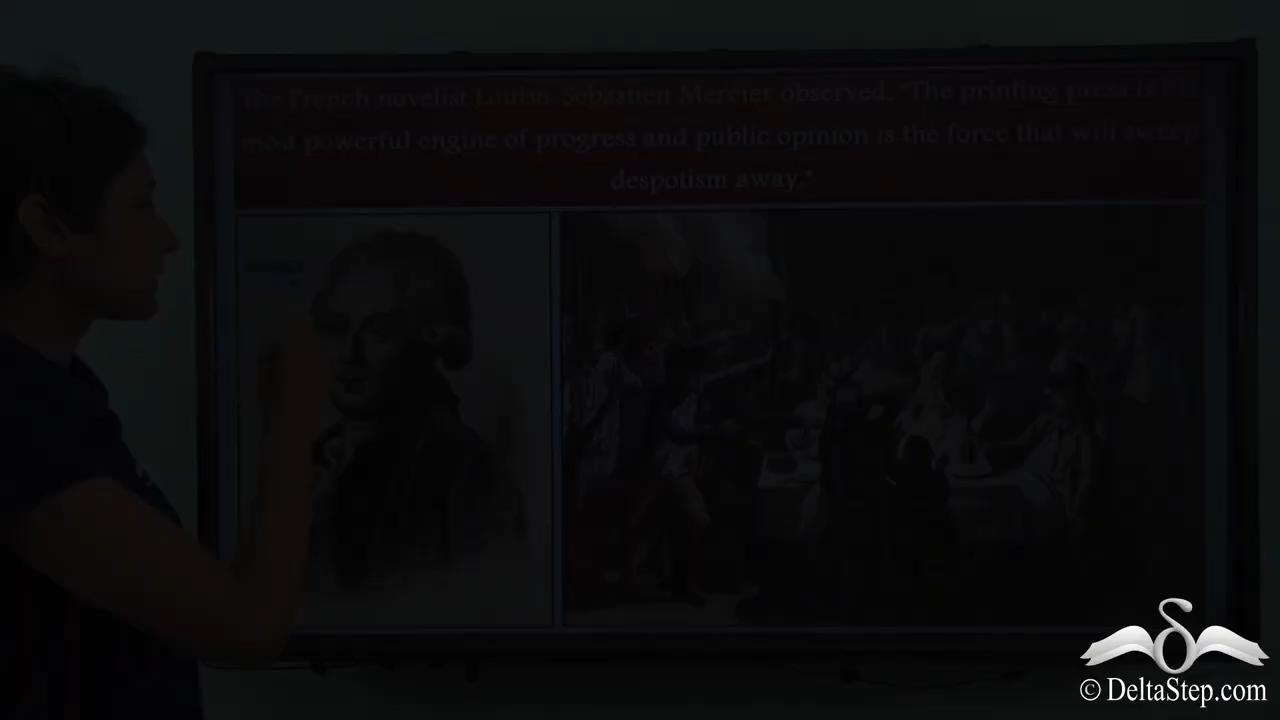 The French novelist Louise-Sebastien Mercier observed, "The printing press is the
most powerful engine of progress and public opinion is the force that will sweep
despotism away."
© DeltaStep.com